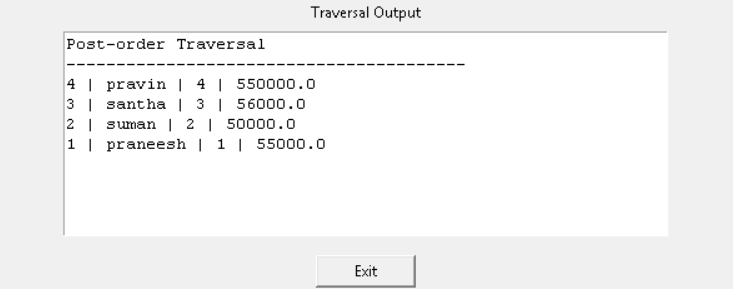 Traversal Output
Post-order Traversal
----------------------------------------
4 | pravin | 4 | 550000.0
3 | santha | 3 | 56000.0
2 | suman | 2 | 50000.0
1 | praneesh | 1 | 55000.0
Exit